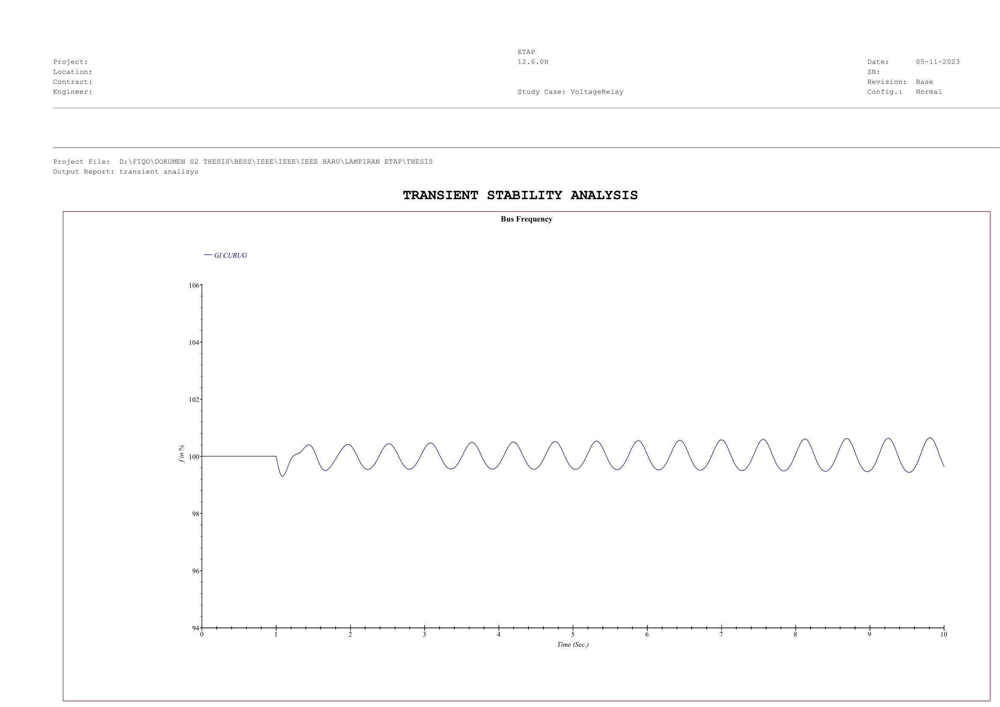 ETAP
Project: 12.6.0H Date: 05-11-2023
Location: SN:
Contract: Revision: Base
Engineer: Study Case: VoltageRelay Config.: Normal
Project File: D:\FIQO\DOKUMEN S2 THESIS\BESS\IEEE\IEEE\IEEE BARU\LAMPIRAN ETAP\THESIS
Output Report: transient analisys
TRANSIENT STABILITY ANALYSIS
Bus Frequency
GI CURUG
106
104
102
100
98
96
94
f in %
0 1 2 3 4 5 6 7 8 9 10
Time (Sec.)